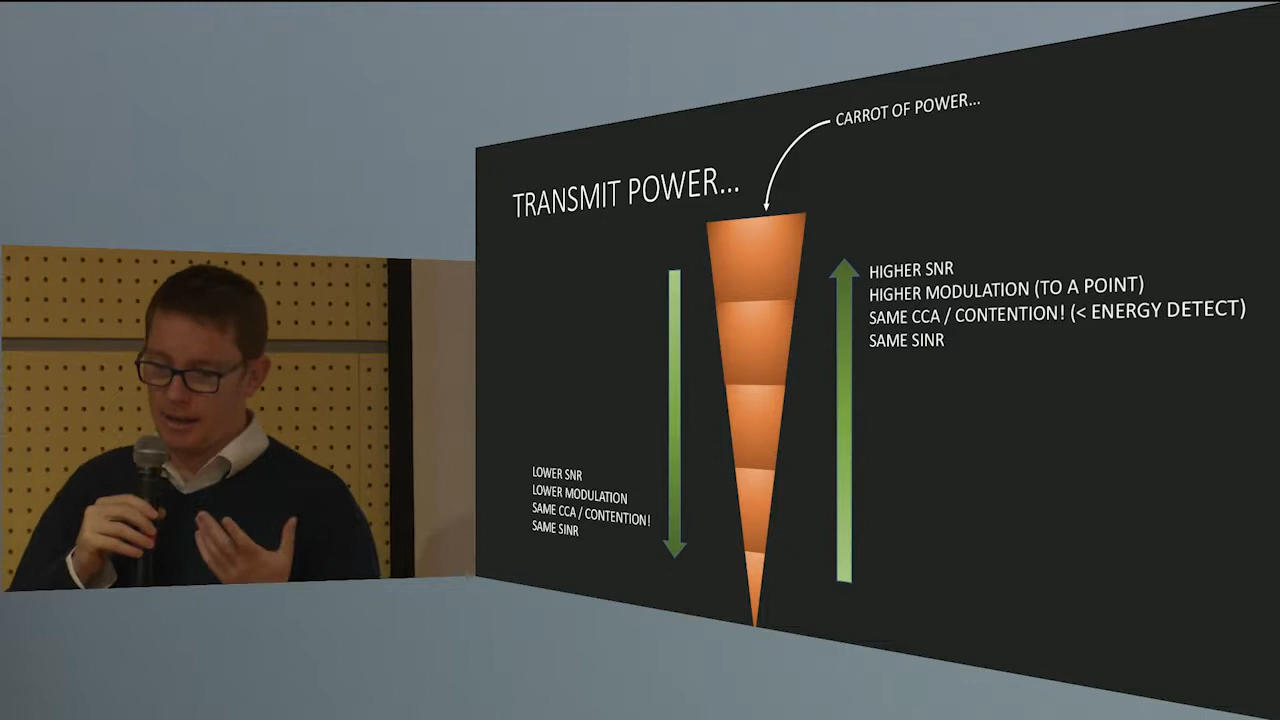 CARROT OF POWER...
TRANSMIT POWER...
HIGHER SNR
HIGHER MODULATION (TO A POINT)
SAME CCA / CONTENTION! (< ENERGY DETECT)
SAME SINR
LOWER SNR
LOWER MODULATION
SAME CCA / CONTENTION!
SAME SINR